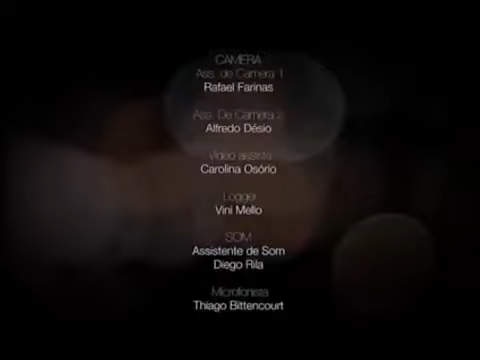 CAMERA
Ass. de Camera 1
Rafael Farinas
Ass. De Camera 2
Alfredo Désio
Video assista
Carolina Osório
Logger
Vini Mello
SOM
Assistente de Som
Diego Rila
Microfonista
Thiago Bittencourt